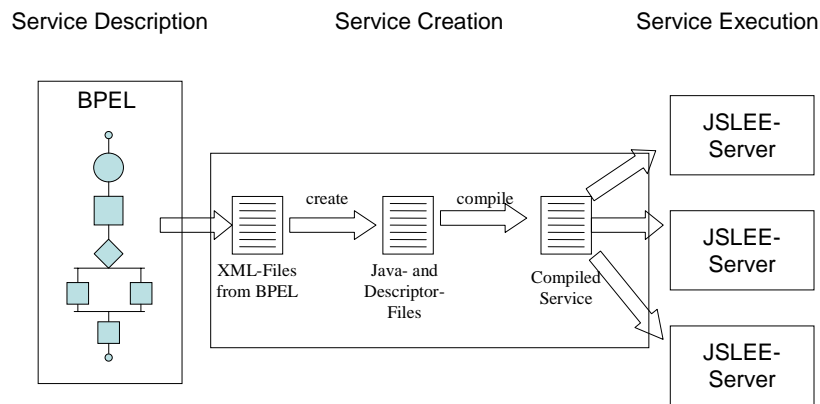 Service Description
Service Creation
Service Execution
BPEL
create
compile
XML-Files
from BPEL
Java- and
Descriptor-
Files
Compiled
Service
JSLEE-
Server
JSLEE-
Server
JSLEE-
Server